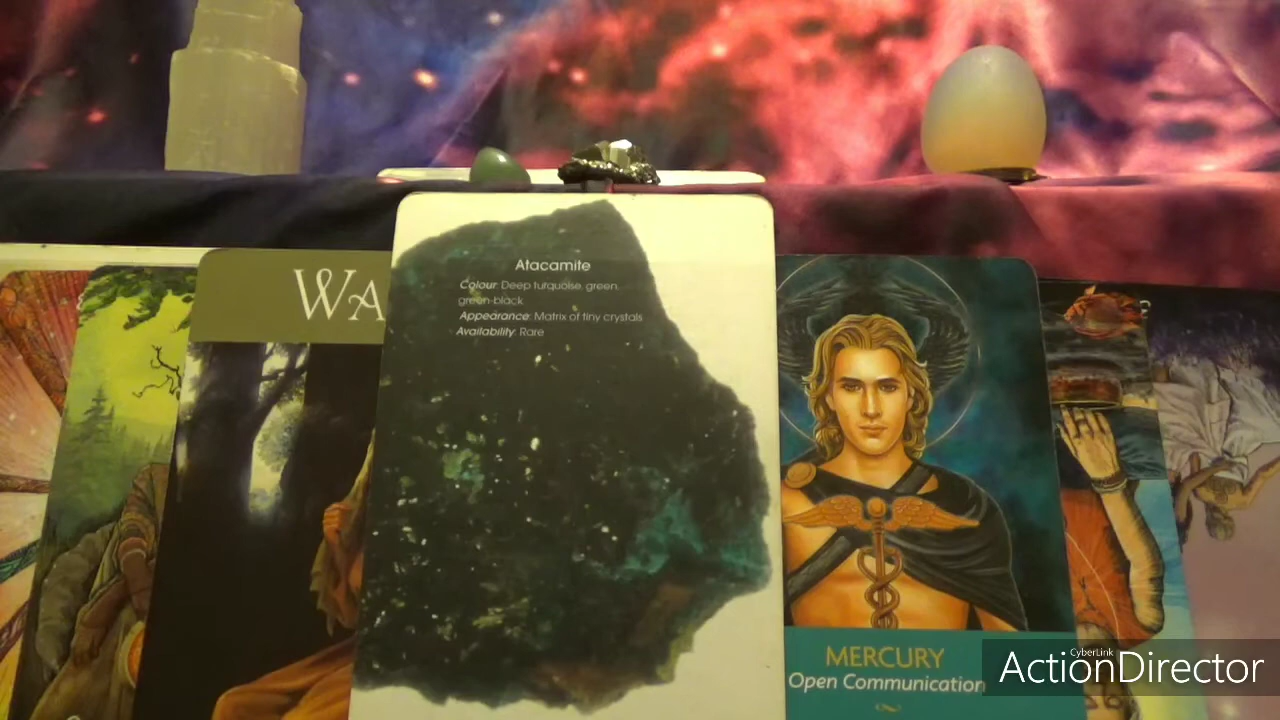 WA
Atacamite
Colour: Deep turquoise, green,
green-black
Appearance: Matrix of tiny crystals
Availability: Rare
MERCURY
Open Communication
CyberLink
ActionDirector